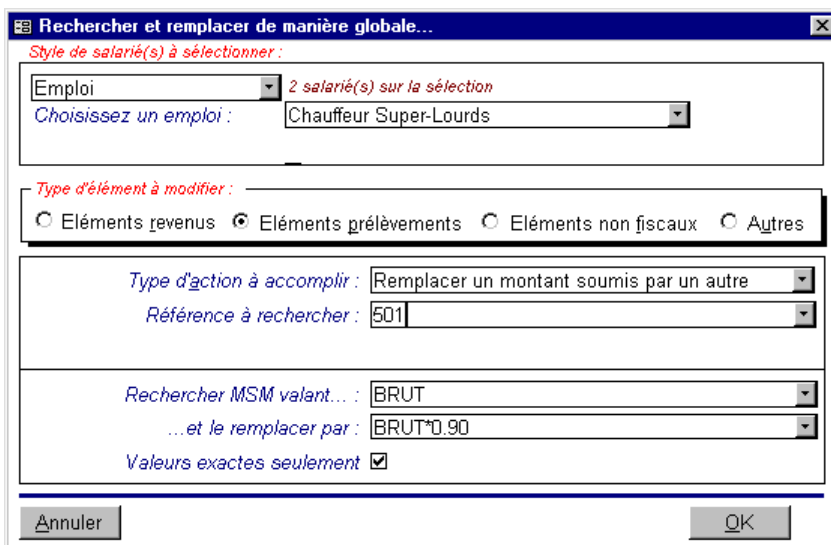 Rechercher et remplacer de manière globale...
Style de salarié(s) à sélectionner :
Emploi 2 salarié(s) sur la sélection
Choisissez un emploi : Chauffeur Super-Lourds
Type d'élément à modifier :
Eléments revenus Eléments prélèvements Eléments non fiscaux Autres
Type d'action à accomplir : Remplacer un montant soumis par un autre
Référence à rechercher : 501
Rechercher MSM valant... : BRUT
...et le remplacer par : BRUT*0.90
Valeurs exactes seulement
Annuler OK